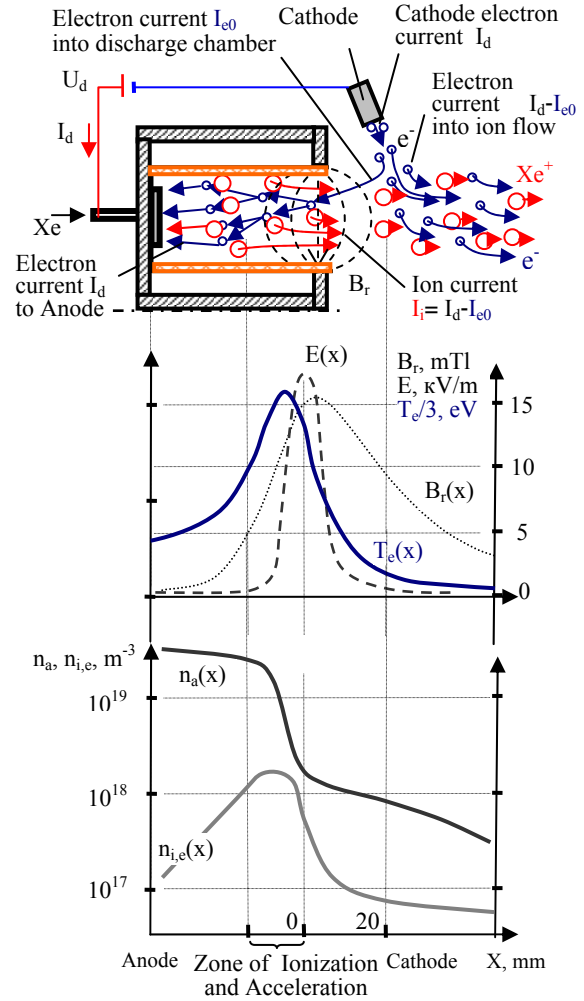 Electron current I_e0
into discharge chamber
Cathode
Cathode electron
current I_d
U_d
I_d
Electron
current I_d-I_e0
into ion flow
e-
Xe+
Xe
Electron
current I_d
to Anode
B_r
Ion current
I_i= I_d-I_e0
e-
E(x)
B_r, mTl
E, кV/m
T_e/3, eV
15
10
B_r(x)
5
T_e(x)
0
n_a, n_i,e, m^-3
n_a(x)
10^19
10^18
n_i,e(x)
10^17
0
20
Anode
Zone of Ionization
and Acceleration
Cathode
X, mm